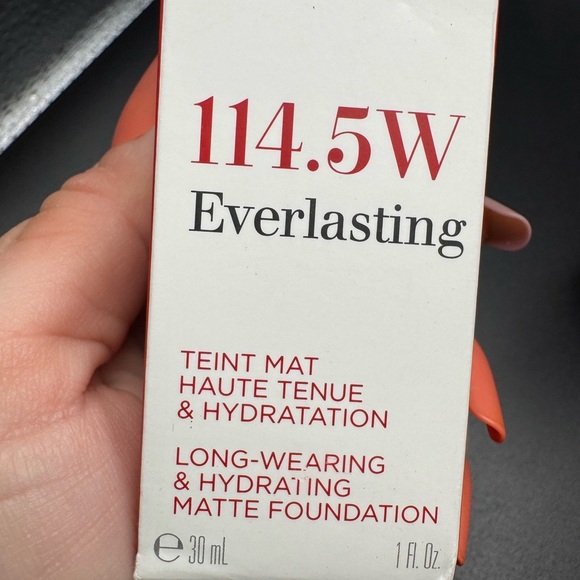 114.5W
Everlasting
TEINT MAT
HAUTE TENUE
& HYDRATATION
LONG-WEARING
& HYDRATING
MATTE FOUNDATION
℮ 30 mL 1 Fl. Oz.